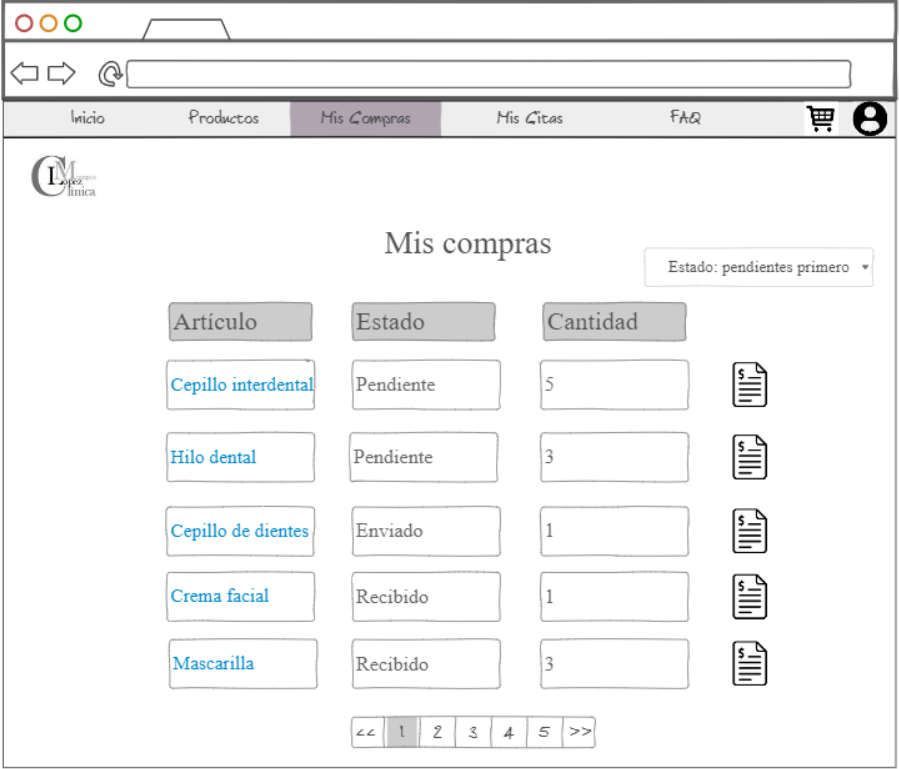 Inicio Productos Mis Compras Mis Citas FAQ
Mis compras
Estado: pendientes primero
Artículo Estado Cantidad
Cepillo interdental Pendiente 5 $
Hilo dental Pendiente 3 $
Cepillo de dientes Enviado 1 $
Crema facial Recibido 1 $
Mascarilla Recibido 3 $
<< 1 2 3 4 5 >>